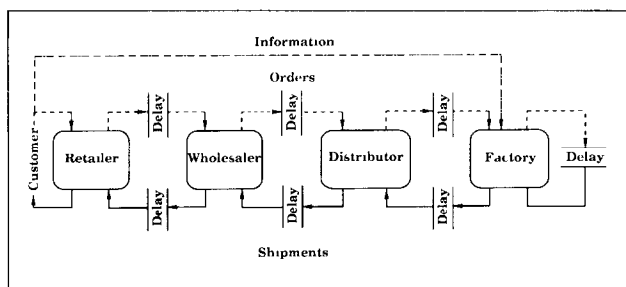 Information
Orders
Delay
Delay
Delay
Customer
Retailer
Wholesaler
Distributor
Factory
Delay
Delay
Delay
Delay
Shipments